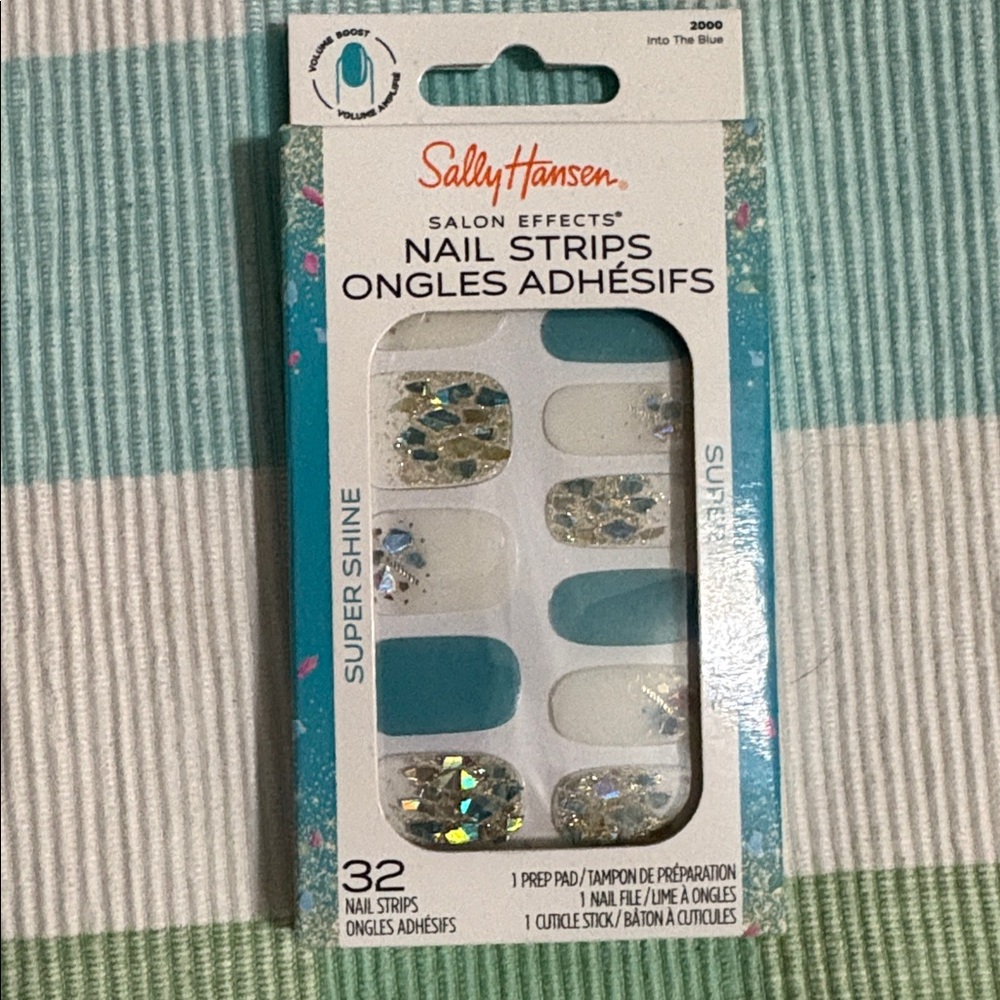 VOLUME BOOST
VOLUME AMPLIFIÉ
2000
Into The Blue
Sally Hansen®
SALON EFFECTS®
NAIL STRIPS
ONGLES ADHÉSIFS
SUPER SHINE
SUPER
32
NAIL STRIPS
ONGLES ADHÉSIFS
1 PREP PAD / TAMPON DE PRÉPARATION
1 NAIL FILE / LIME À ONGLES
1 CUTICLE STICK / BÂTON À CUTICULES